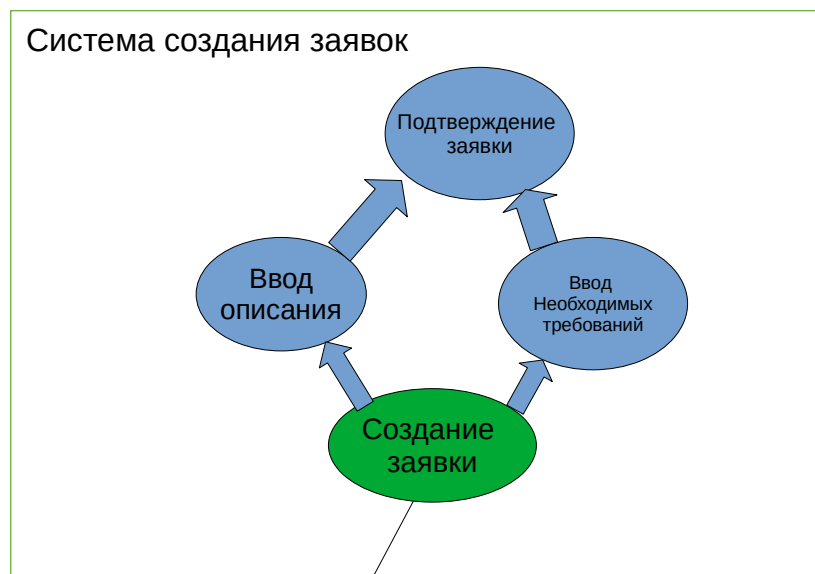 Система создания заявок
Подтверждение
заявки
Ввод
описания
Ввод
Необходимых
требований
Создание
заявки